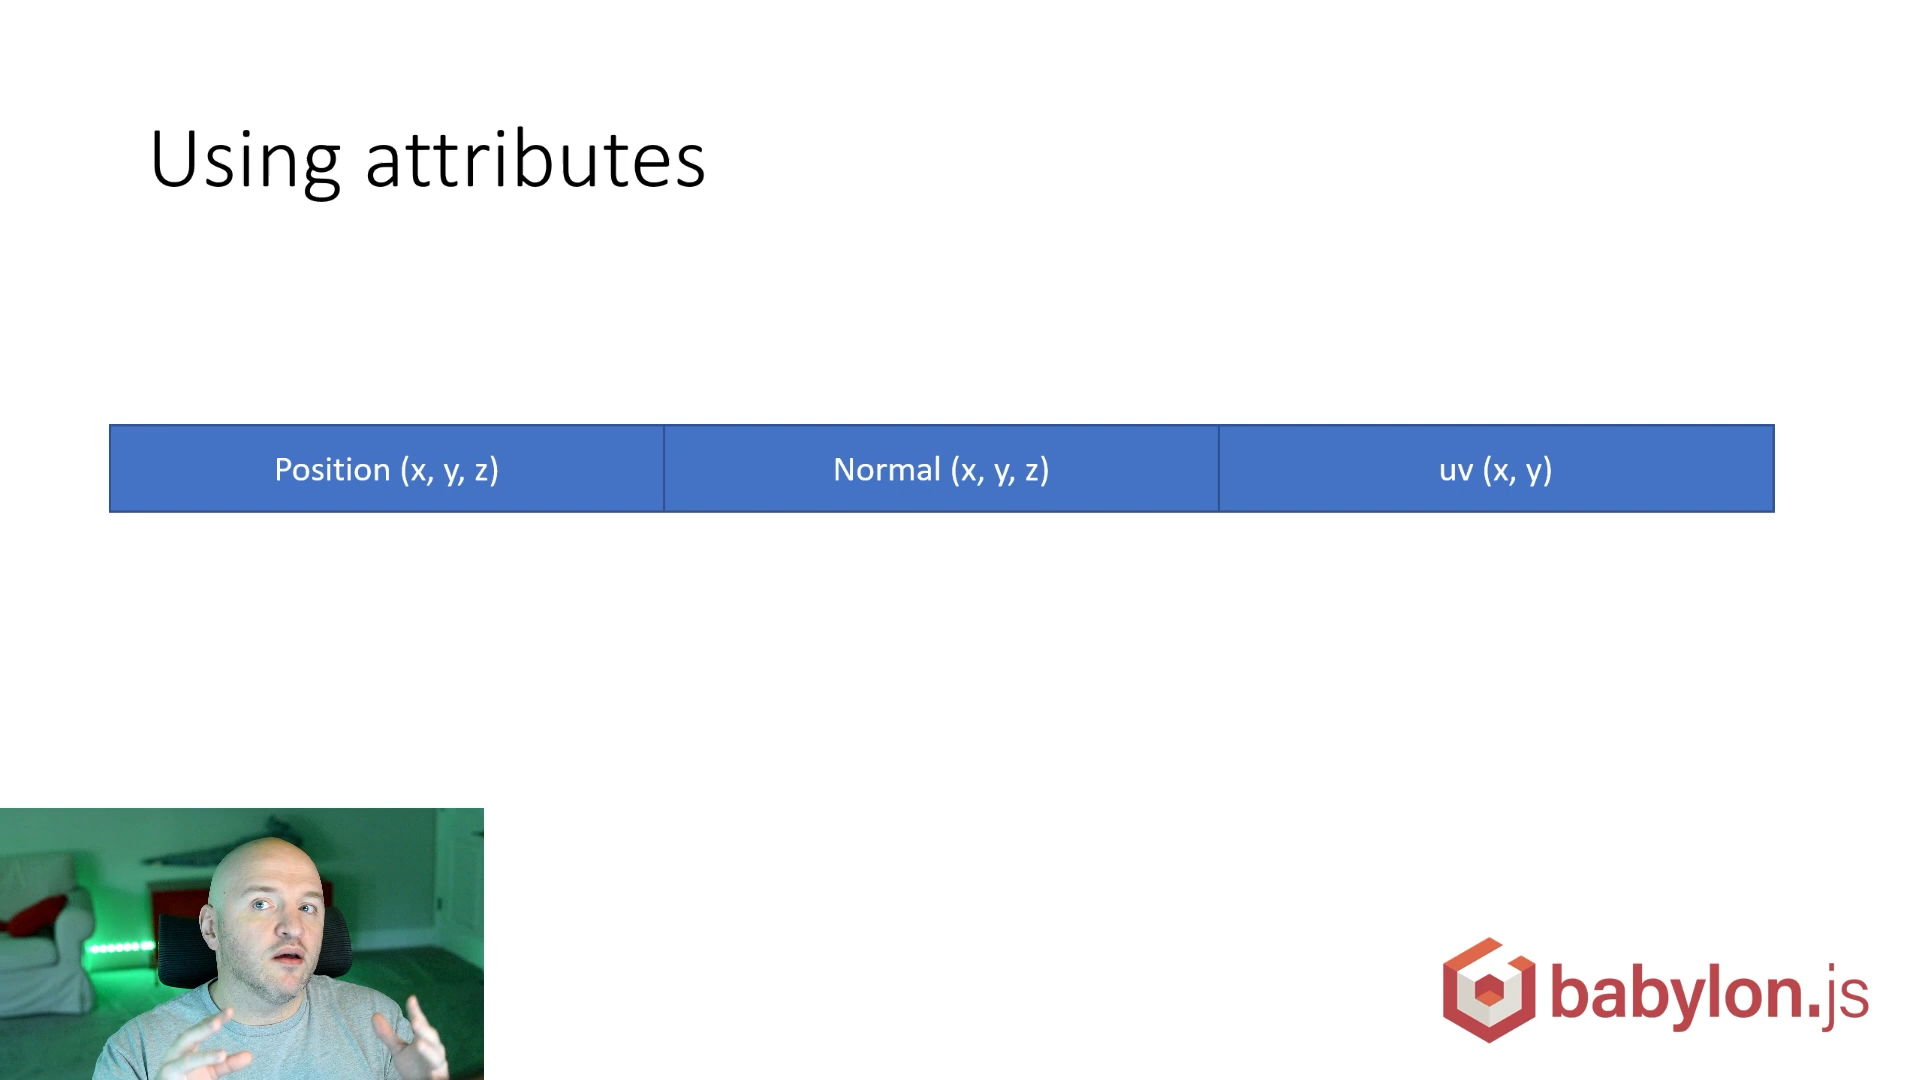 Using attributes
Position (x, y, z)
Normal (x, y, z)
uv (x, y)
babylon.js